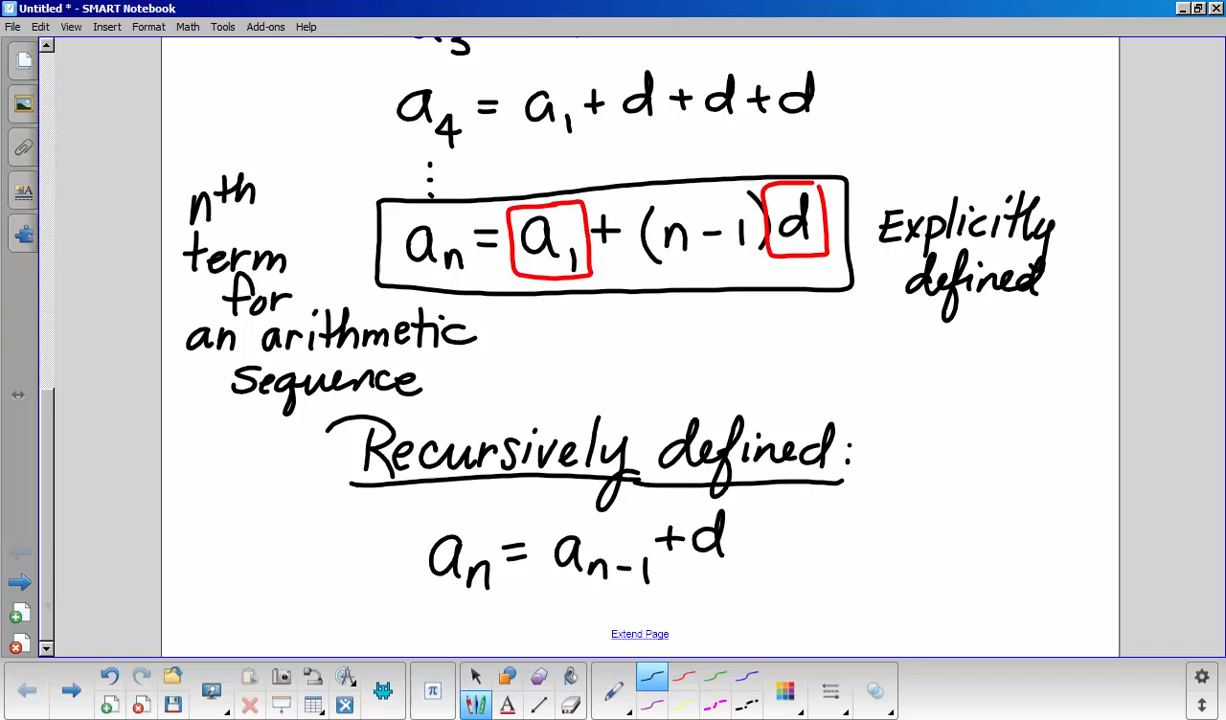 Untitled * - SMART Notebook
File Edit View Insert Format Math Tools Add-ons Help
a₄ = a₁ + d + d + d
⋮
nth
term
for
an arithmetic
sequence
aₙ = a₁ + (n-1)d
Explicitly
defined
Recursively defined:
aₙ = aₙ₋₁ + d
Extend Page